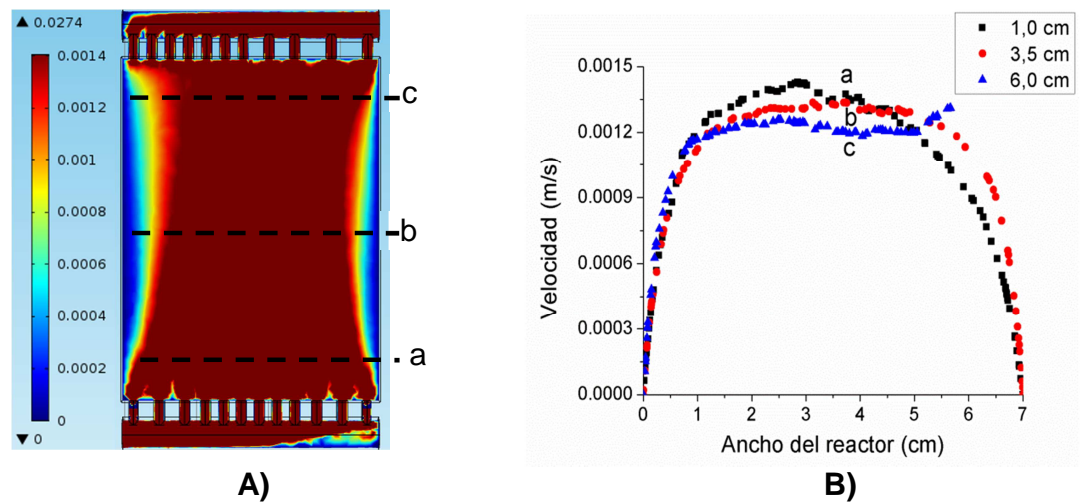 ▲ 0.0274
0.0014
0.0012
0.001
0.0008
0.0006
0.0004
0.0002
0
▼ 0
c
b
a
A)
1,0 cm
3,5 cm
6,0 cm
a
b
c
0.0015
0.0012
0.0009
0.0006
0.0003
0.0000
Velocidad (m/s)
0 1 2 3 4 5 6 7
Ancho del reactor (cm)
B)